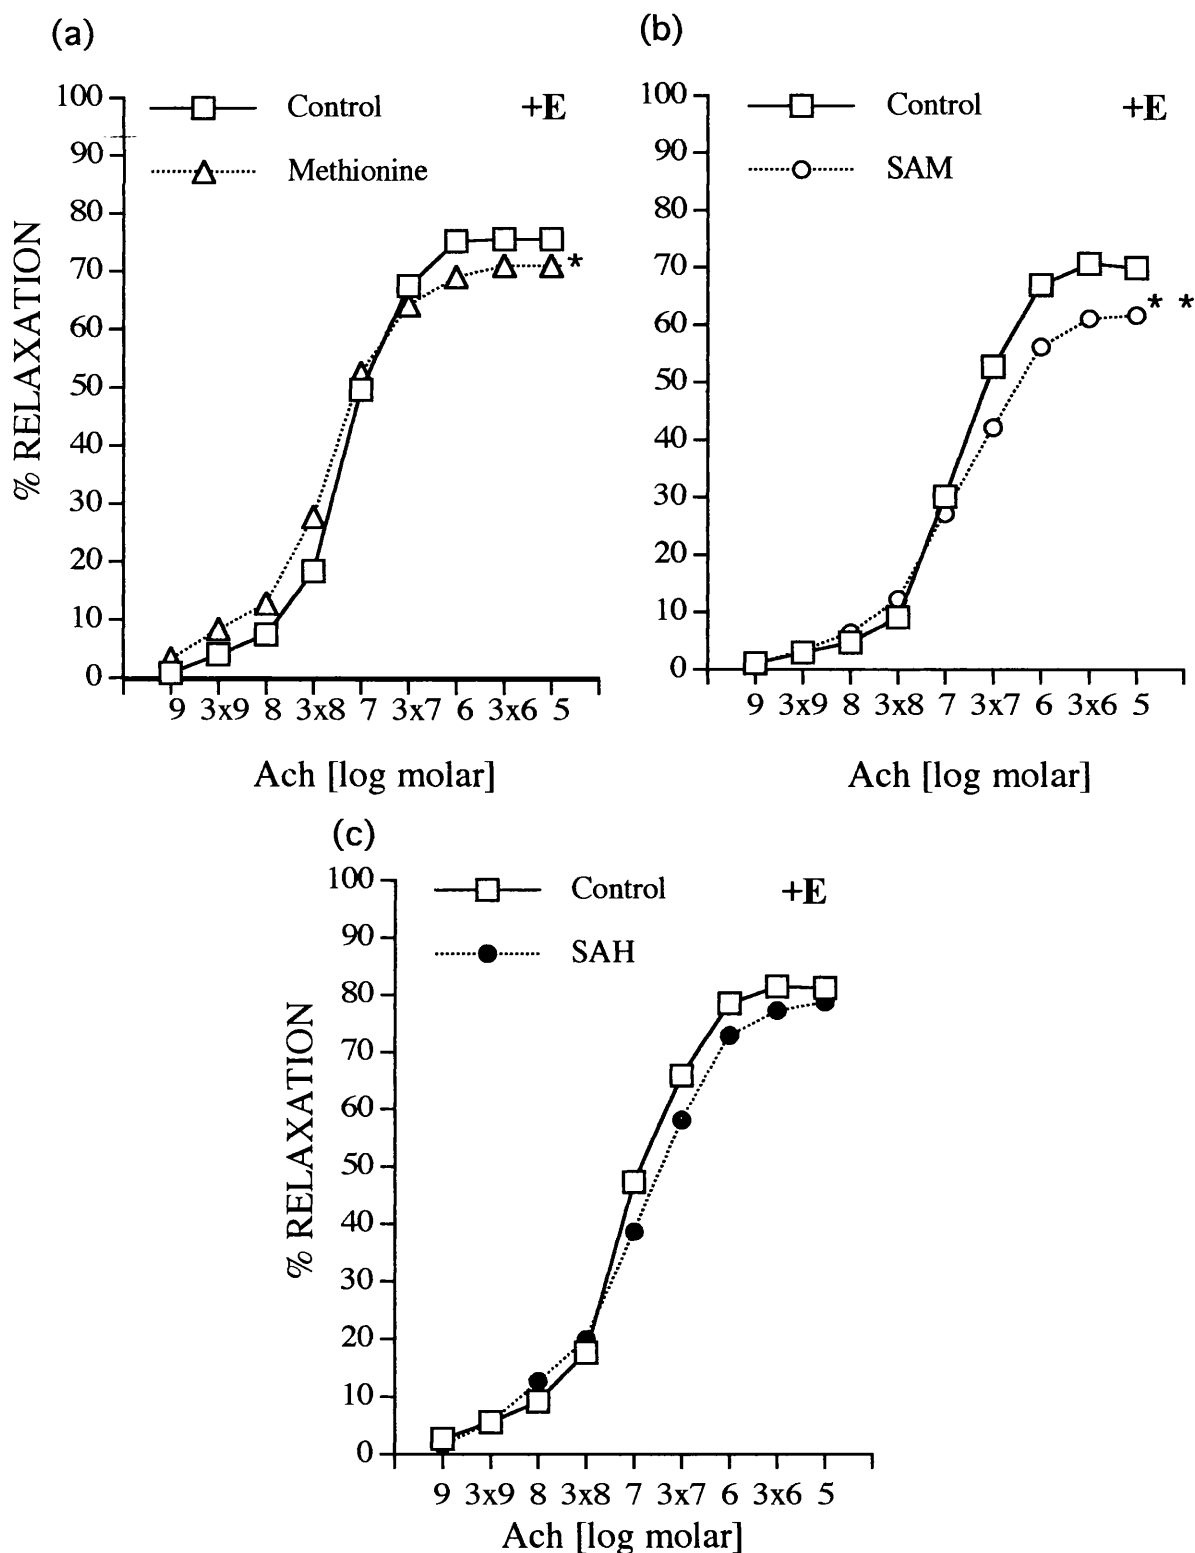 (a)
Control +E
Methionine
100
90
80
70
60
50
40
30
20
10
0
% RELAXATION
*
9 3x9 8 3x8 7 3x7 6 3x6 5
Ach [log molar]
(b)
Control +E
SAM
100
90
80
70
60
50
40
30
20
10
0
* *
9 3x9 8 3x8 7 3x7 6 3x6 5
Ach [log molar]
(c)
Control +E
SAH
100
90
80
70
60
50
40
30
20
10
0
% RELAXATION
9 3x9 8 3x8 7 3x7 6 3x6 5
Ach [log molar]